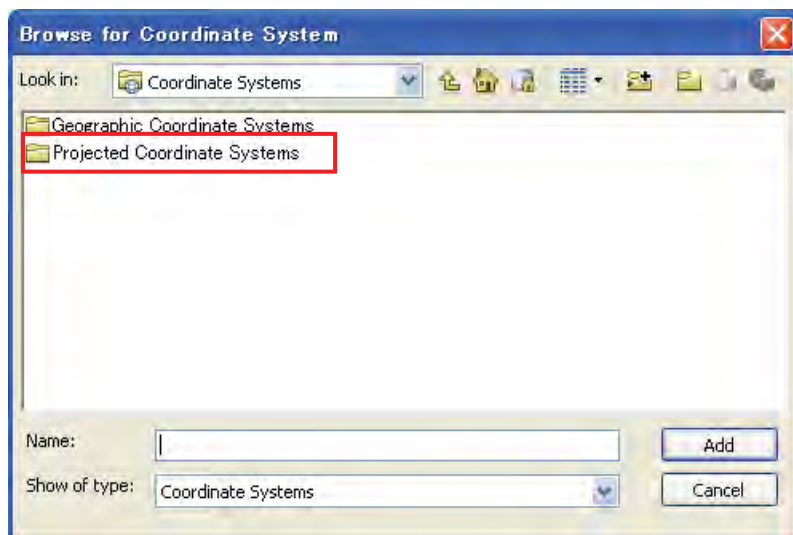 Browse for Coordinate System
Look in: Coordinate Systems
Geographic Coordinate Systems
Projected Coordinate Systems
Name: Add
Show of type: Coordinate Systems Cancel